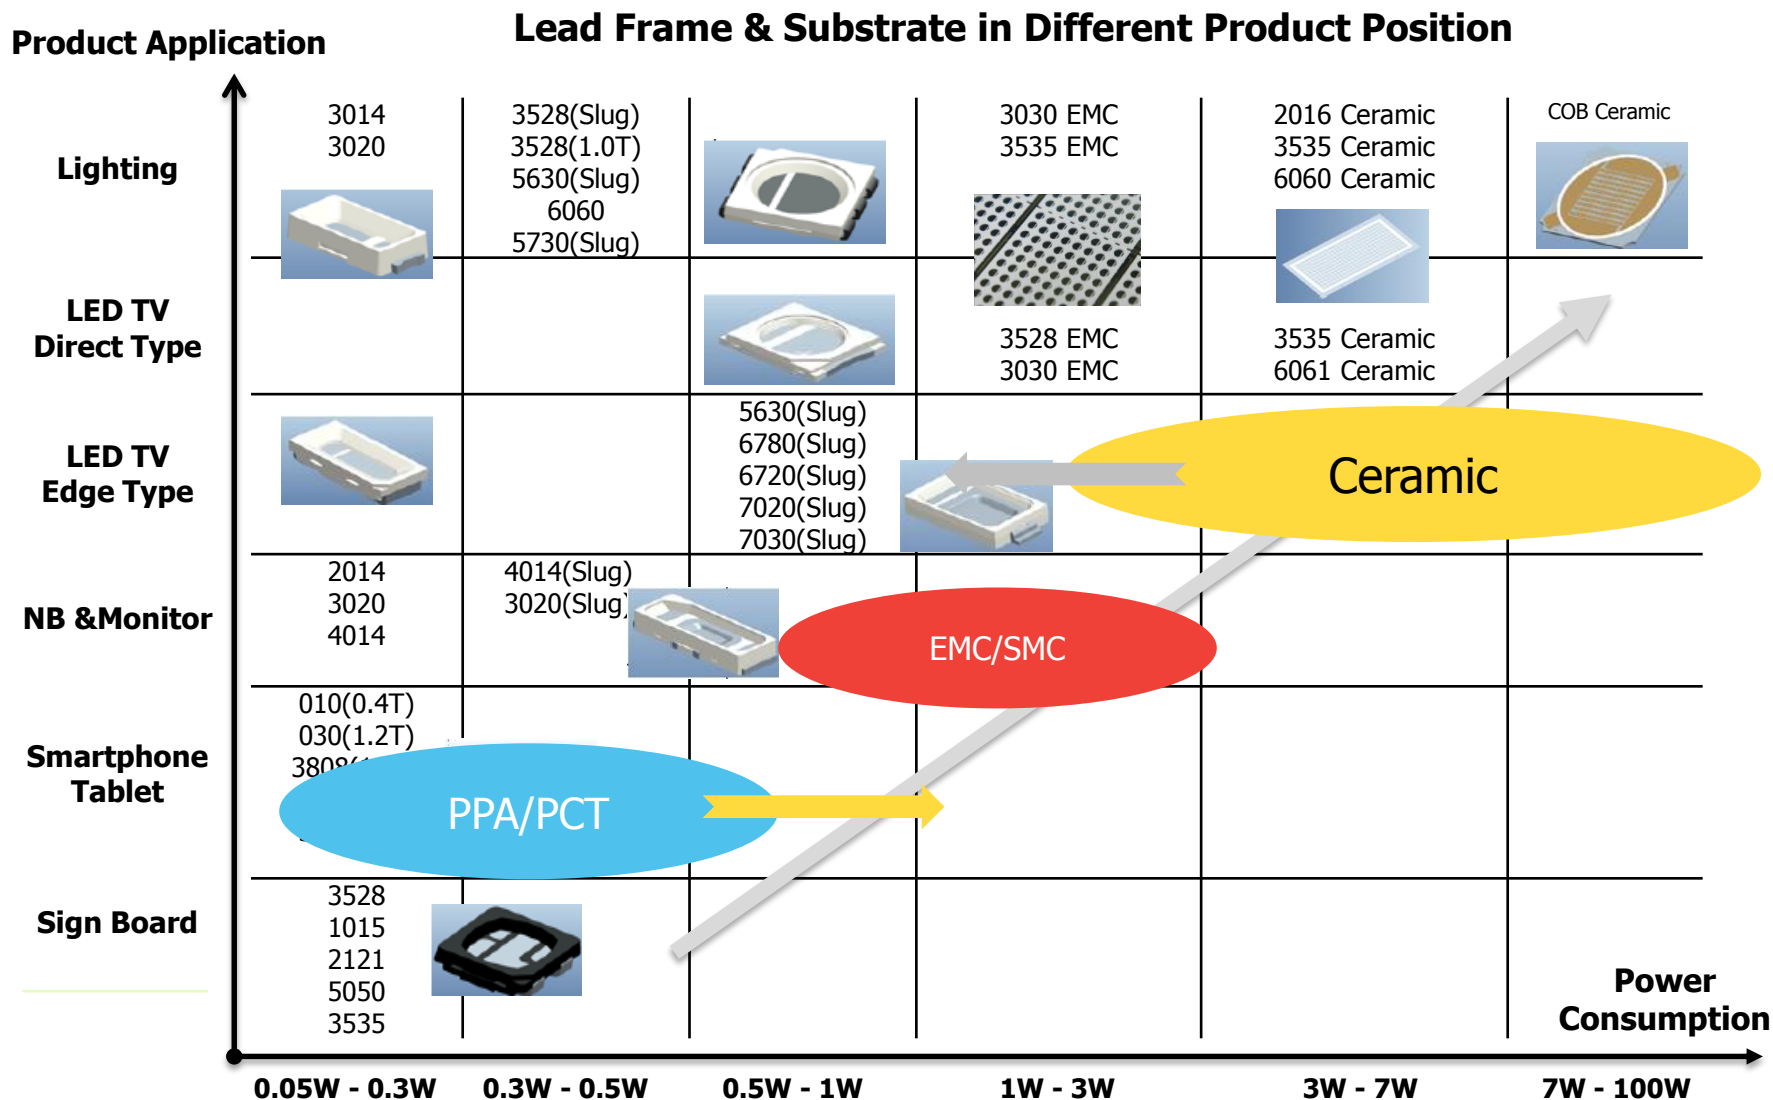 Lead Frame & Substrate in Different Product Position
Product Application
Lighting
3014
3020
3528(Slug)
3528(1.0T)
5630(Slug)
6060
5730(Slug)
3030 EMC
3535 EMC
2016 Ceramic
3535 Ceramic
6060 Ceramic
COB Ceramic
LED TV
Direct Type
3528 EMC
3030 EMC
3535 Ceramic
6061 Ceramic
LED TV
Edge Type
5630(Slug)
6780(Slug)
6720(Slug)
7020(Slug)
7030(Slug)
Ceramic
NB &Monitor
2014
3020
4014
4014(Slug)
3020(Slug)
EMC/SMC
Smartphone
Tablet
010(0.4T)
030(1.2T)
PPA/PCT
Sign Board
3528
1015
2121
5050
3535
Power
Consumption
0.05W - 0.3W
0.3W - 0.5W
0.5W - 1W
1W - 3W
3W - 7W
7W - 100W